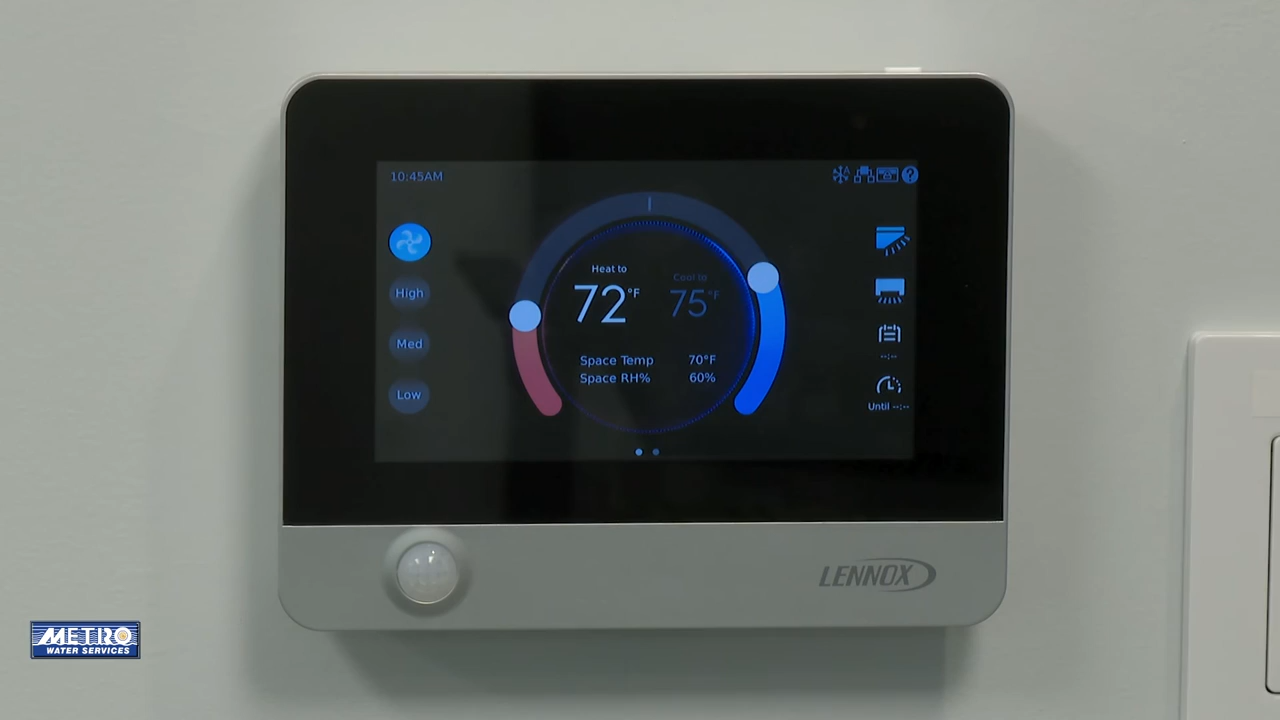 10:45AM
High
Med
Low
Heat to
72°F
Cool to
75°F
Space Temp 70°F
Space RH% 60%
--:--
Until --:--
LENNOX
METRO
WATER SERVICES